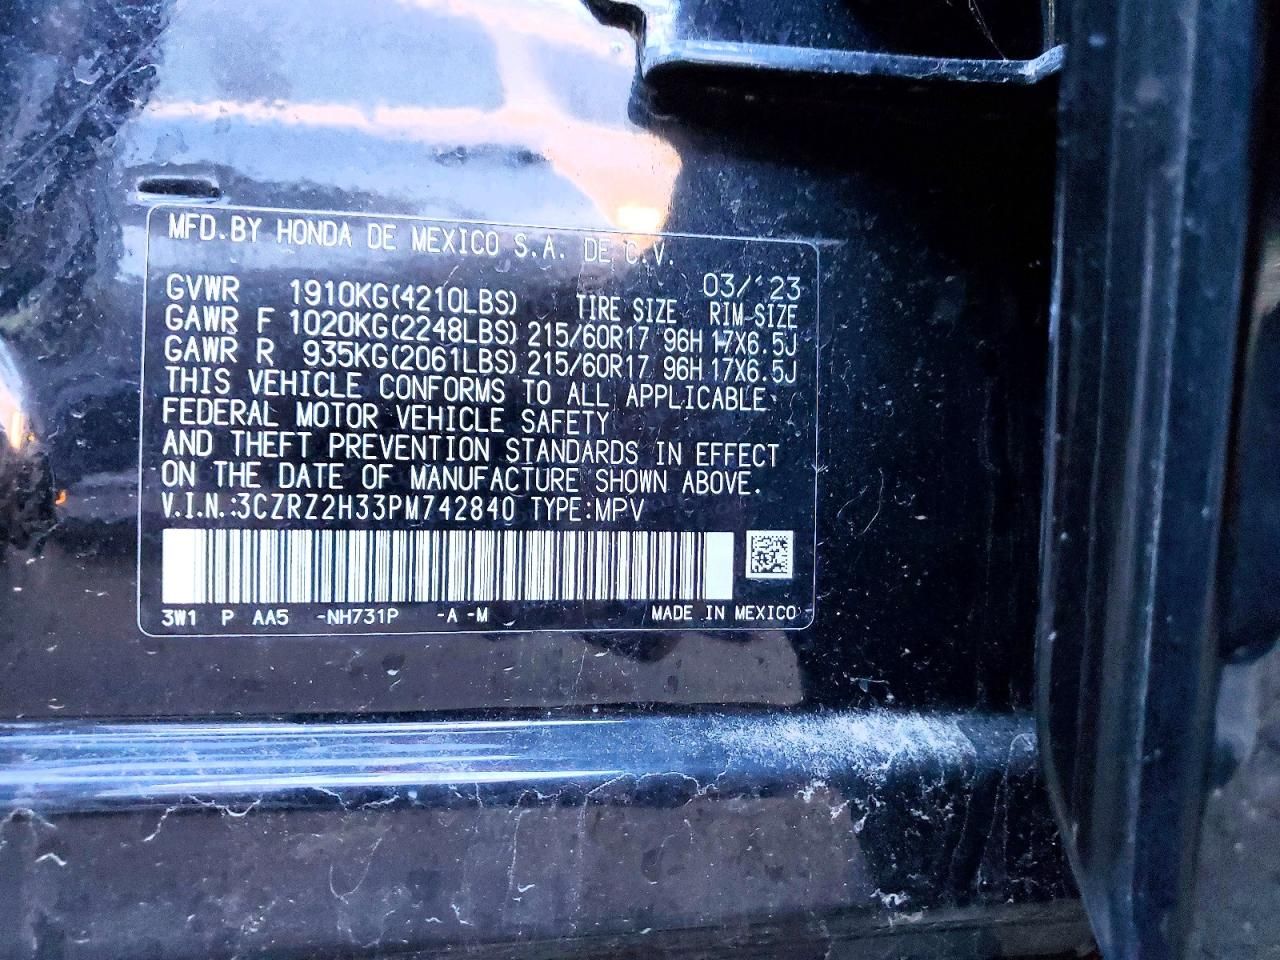 MFD.BY HONDA DE MEXICO S.A. DE C.V.
03/'23
GVWR 1910KG(4210LBS) TIRE SIZE RIM SIZE
GAWR F 1020KG(2248LBS) 215/60R17 96H 17X6.5J
GAWR R 935KG(2061LBS) 215/60R17 96H 17X6.5J
THIS VEHICLE CONFORMS TO ALL APPLICABLE
FEDERAL MOTOR VEHICLE SAFETY
AND THEFT PREVENTION STANDARDS IN EFFECT
ON THE DATE OF MANUFACTURE SHOWN ABOVE.
V.I.N.:3CZRZ2H33PM742840 TYPE:MPV
3W1 P AA5 -NH731P -A -M MADE IN MEXICO